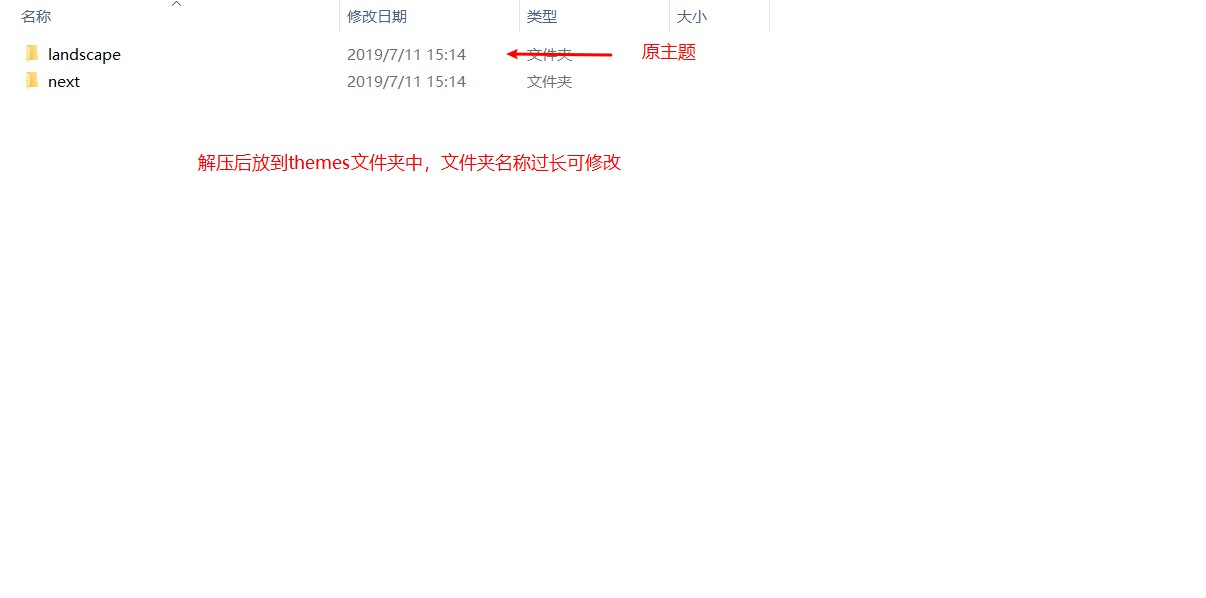 名称 修改日期 类型 大小
landscape 2019/7/11 15:14 文件夹 原主题
next 2019/7/11 15:14 文件夹
解压后放到themes文件夹中，文件夹名称过长可修改